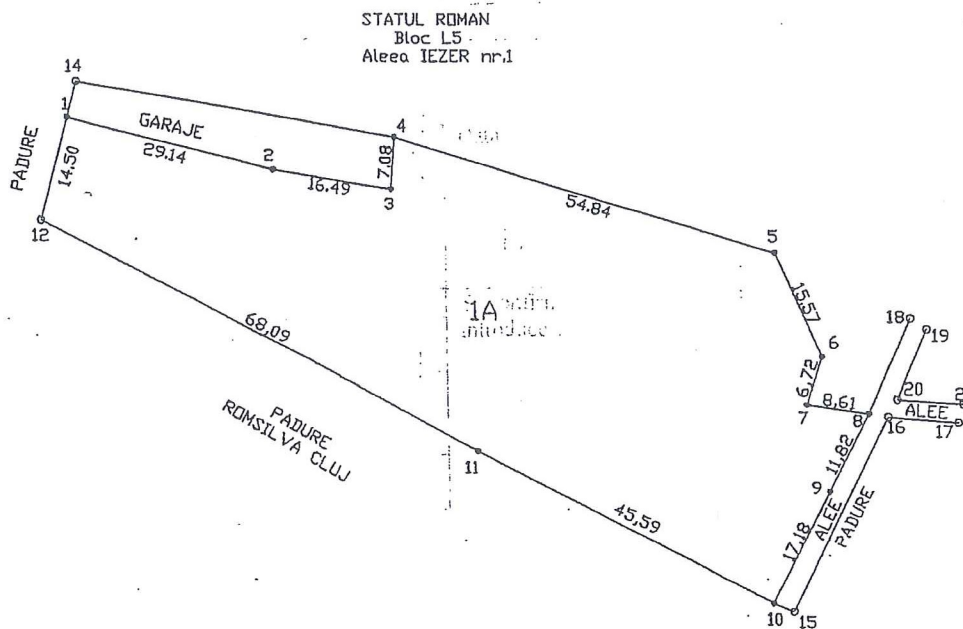 STATUL ROMAN
Bloc L5
Aleea IEZER nr.1
14
1
GARAJE
4
PADURE
14.50
29.14
2
7.08
16.49
3
54.84
12
5
15,57
1A
18
19
68,09
6
6,72
20
2
7
8,61
8
ALEE
16
17
PADURE
ROMSILVA CLUJ
11
11,82
9
ALEE
PADURE
45,59
17,18
10
15